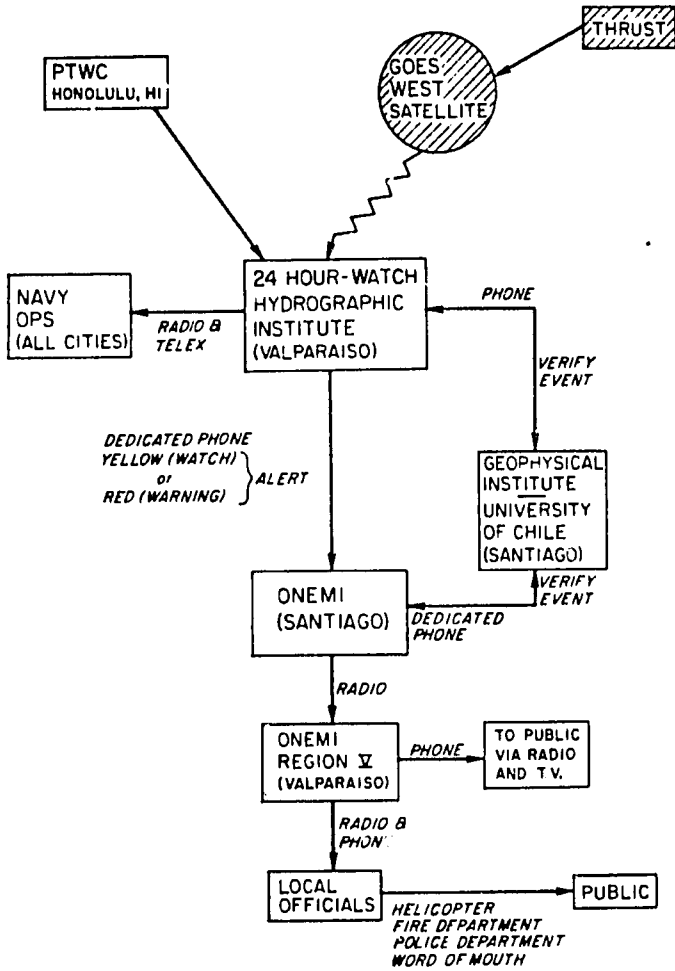 THRUST
GOES
WEST
SATELLITE
PTWC
HONOLULU, HI
24 HOUR-WATCH
HYDROGRAPHIC
INSTITUTE
(VALPARAISO)
NAVY
OPS
(ALL CITIES)
RADIO &
TELEX
PHONE
VERIFY
EVENT
DEDICATED PHONE
YELLOW (WATCH)
or
RED (WARNING)
ALERT
GEOPHYSICAL
INSTITUTE
UNIVERSITY
OF CHILE
(SANTIAGO)
VERIFY
EVENT
ONEMI
(SANTIAGO)
DEDICATED
PHONE
RADIO
ONEMI
REGION V
(VALPARAISO)
PHONE
TO PUBLIC
VIA RADIO
AND T.V.
RADIO &
PHONE
LOCAL
OFFICIALS
PUBLIC
HELICOPTER
FIRE DEPARTMENT
POLICE DEPARTMENT
WORD OF MOUTH